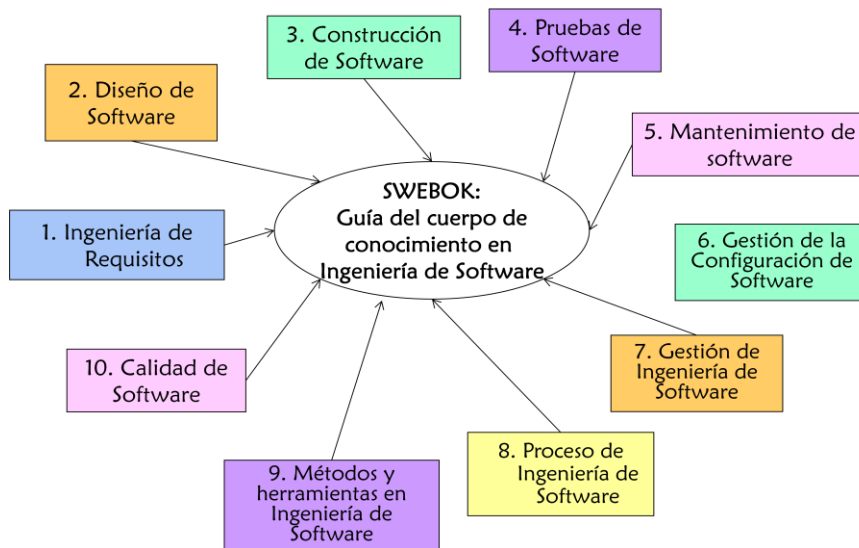 3. Construcción
de Software
4. Pruebas de
Software
2. Diseño de
Software
5. Mantenimiento de
software
SWEBOK:
Guía del cuerpo de
conocimiento en
Ingeniería de Software
1. Ingeniería de
Requisitos
6. Gestión de la
Configuración de
Software
7. Gestión de
Ingeniería de
Software
10. Calidad de
Software
8. Proceso de
Ingeniería de
Software
9. Métodos y
herramientas en
Ingeniería de
Software